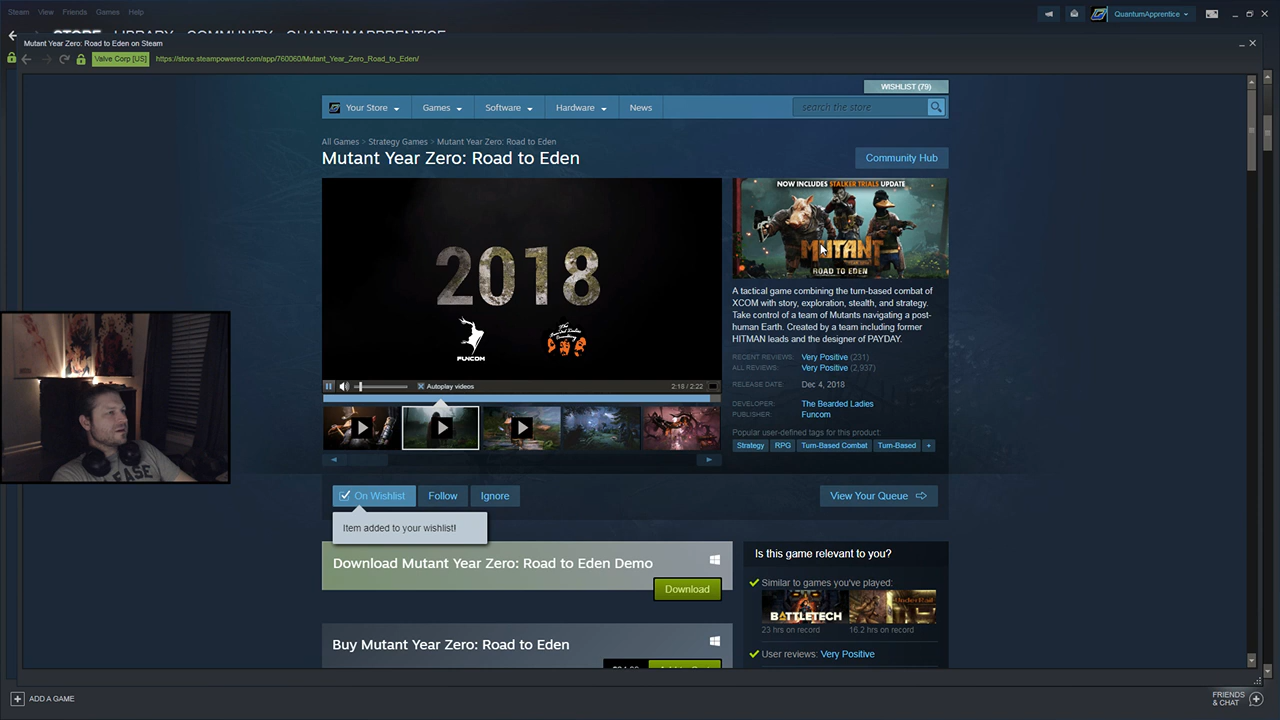 Steam View Friends Games Help
QuantumApprentice
STORE LIBRARY COMMUNITY QUANTUMAPPRENTICE
Mutant Year Zero: Road to Eden on Steam
Valve Corp [US] https://store.steampowered.com/app/760060/Mutant_Year_Zero_Road_to_Eden/
WISHLIST (79)
Your Store Games Software Hardware News search the store
All Games > Strategy Games > Mutant Year Zero: Road to Eden
Mutant Year Zero: Road to Eden
Community Hub
2018
FUNCOM
The Bearded Ladies
NOW INCLUDES STALKER TRIALS UPDATE
MUTANT
ROAD TO EDEN
A tactical game combining the turn-based combat of
XCOM with story, exploration, stealth, and strategy.
Take control of a team of Mutants navigating a post-
human Earth. Created by a team including former
HITMAN leads and the designer of PAYDAY.
RECENT REVIEWS: Very Positive (231)
ALL REVIEWS: Very Positive (2,937)
RELEASE DATE: Dec 4, 2018
DEVELOPER: The Bearded Ladies
PUBLISHER: Funcom
Popular user-defined tags for this product:
Strategy RPG Turn-Based Combat Turn-Based +
Autoplay videos 2:18 / 2:22
On Wishlist Follow Ignore
View Your Queue
Item added to your wishlist!
Download Mutant Year Zero: Road to Eden Demo
Download
Buy Mutant Year Zero: Road to Eden
Is this game relevant to you?
Similar to games you've played:
BATTLETECH
UnderRail
23 hrs on record 16.2 hrs on record
User reviews: Very Positive
LEASE
ADD A GAME
FRIENDS
& CHAT